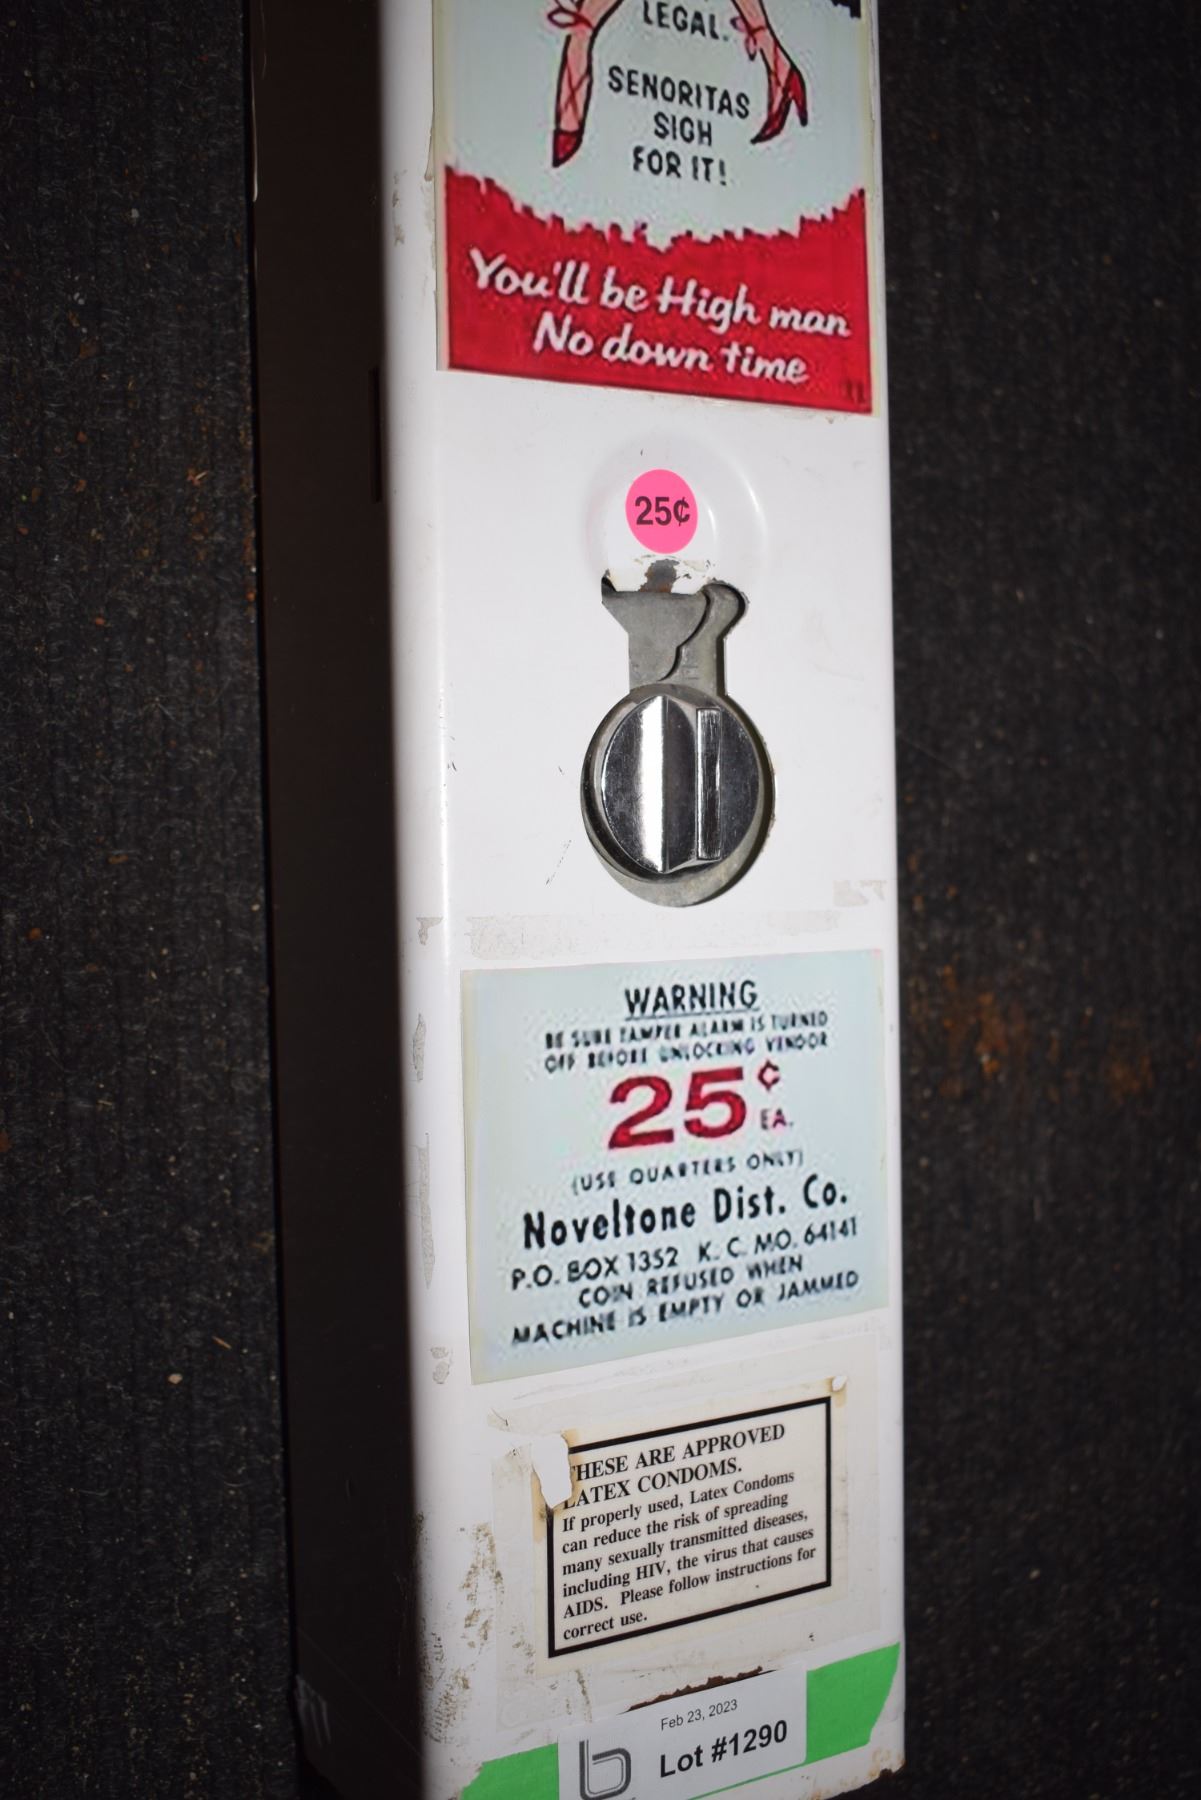 LEGAL.
SENORITAS
SIGH
FOR IT!
You'll be High man
No down time
25¢
WARNING
BE SURE TAMPER ALARM IS TURNED
OFF BEFORE UNLOCKING VENDOR
25¢
EA.
(USE QUARTERS ONLY)
Noveltone Dist. Co.
P.O. BOX 1352 K.C. MO. 64141
COIN REFUSED WHEN
MACHINE IS EMPTY OR JAMMED
THESE ARE APPROVED
LATEX CONDOMS.
If properly used, Latex Condoms
can reduce the risk of spreading
many sexually transmitted diseases,
including HIV, the virus that causes
AIDS. Please follow instructions for
correct use.
Feb 23, 2023
b Lot #1290